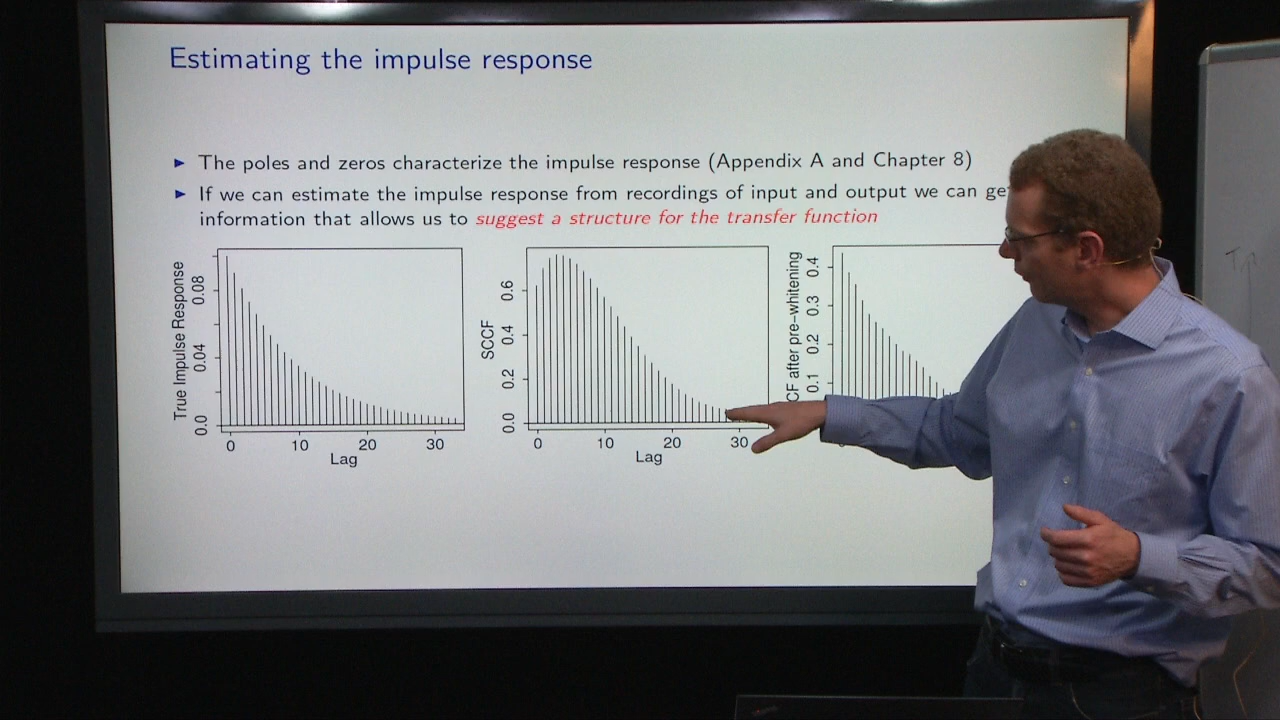 Estimating the impulse response
► The poles and zeros characterize the impulse response (Appendix A and Chapter 8)
► If we can estimate the impulse response from recordings of input and output we can ge
information that allows us to suggest a structure for the transfer function
True Impulse Response
0.0 0.04 0.08
0 10 20 30
Lag
SCCF
0.0 0.2 0.4 0.6
0 10 20 30
Lag
CF after pre−whitening
0.1 0.2 0.3 0.4